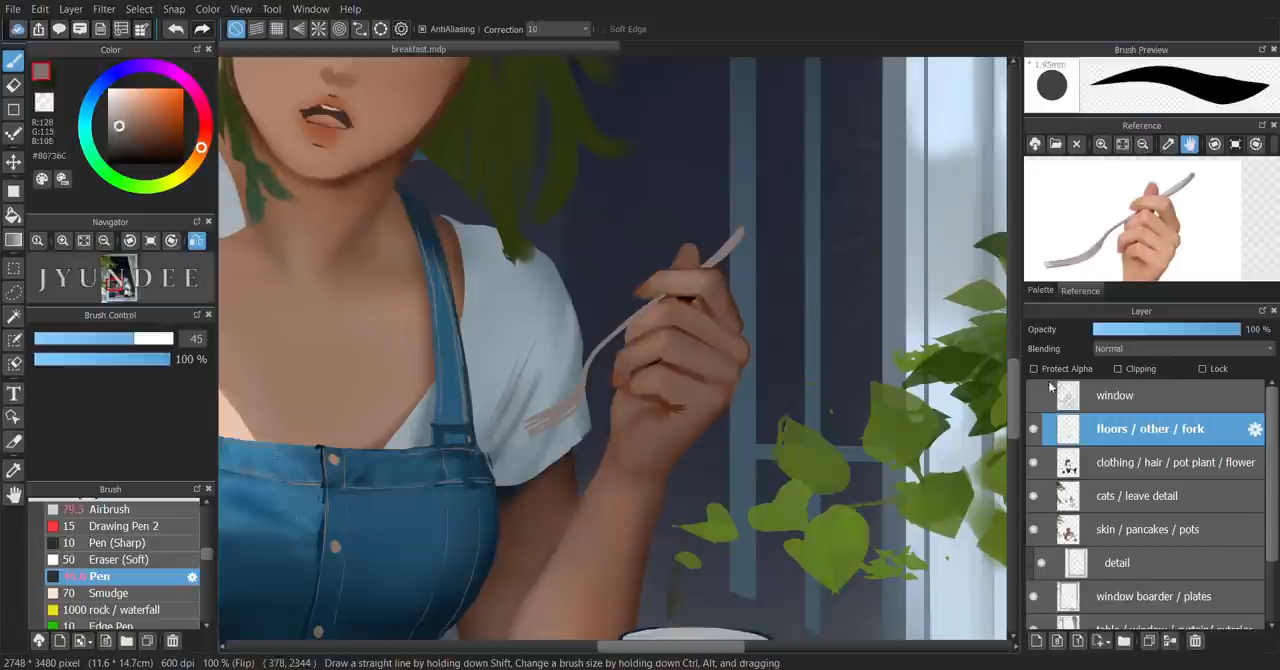 File Edit Layer Filter Select Snap Color View Tool Window Help
AntiAliasing Correction 10 Soft Edge
breakfast.mdp
Color
R:128
G:115
B:108
#80736C
Navigator
JYUNDEE
Brush Control
45
100 %
Brush
79.5 Airbrush
15 Drawing Pen 2
10 Pen (Sharp)
50 Eraser (Soft)
Pen
70 Smudge
1000 rock / waterfall
10 Edge Pen
Brush Preview
* 1.95mm
Reference
Palette Reference
Layer
Opacity 100 %
Blending Normal
Protect Alpha Clipping Lock
window
floors / other / fork
clothing / hair / pot plant / flower
cats / leave detail
skin / pancakes / pots
detail
window boarder / plates
2748 * 3480 pixel (11.6 * 14.7cm) 600 dpi 100 % (Flip) ( 378, 2344 ) Draw a straight line by holding down Shift, Change a brush size by holding down Ctrl, Alt, and dragging